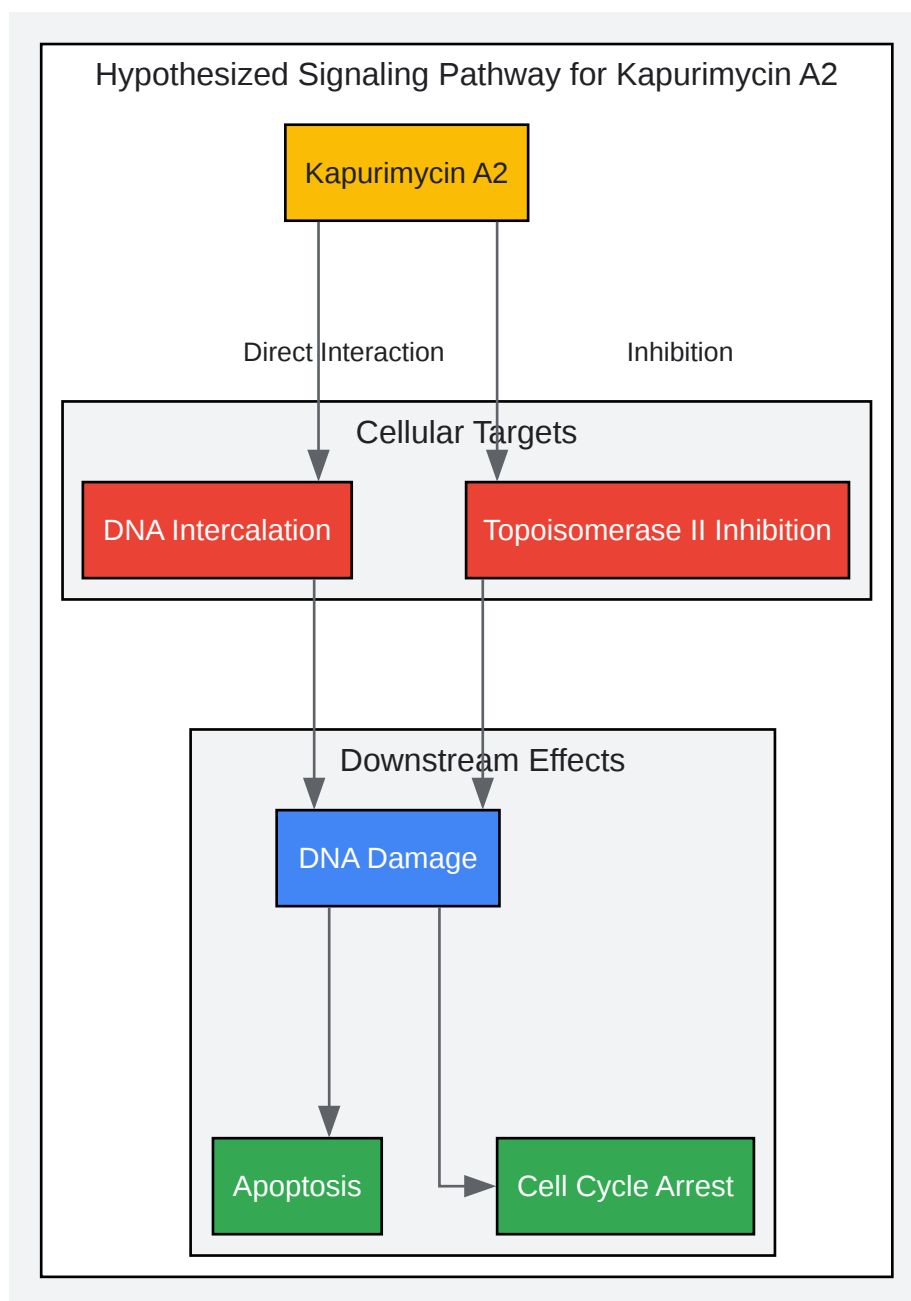 Hypothesized Signaling Pathway for Kapurimycin A2
Kapurimycin A2
Direct Interaction
Inhibition
Cellular Targets
DNA Intercalation
Topoisomerase II Inhibition
Downstream Effects
DNA Damage
Apoptosis
Cell Cycle Arrest